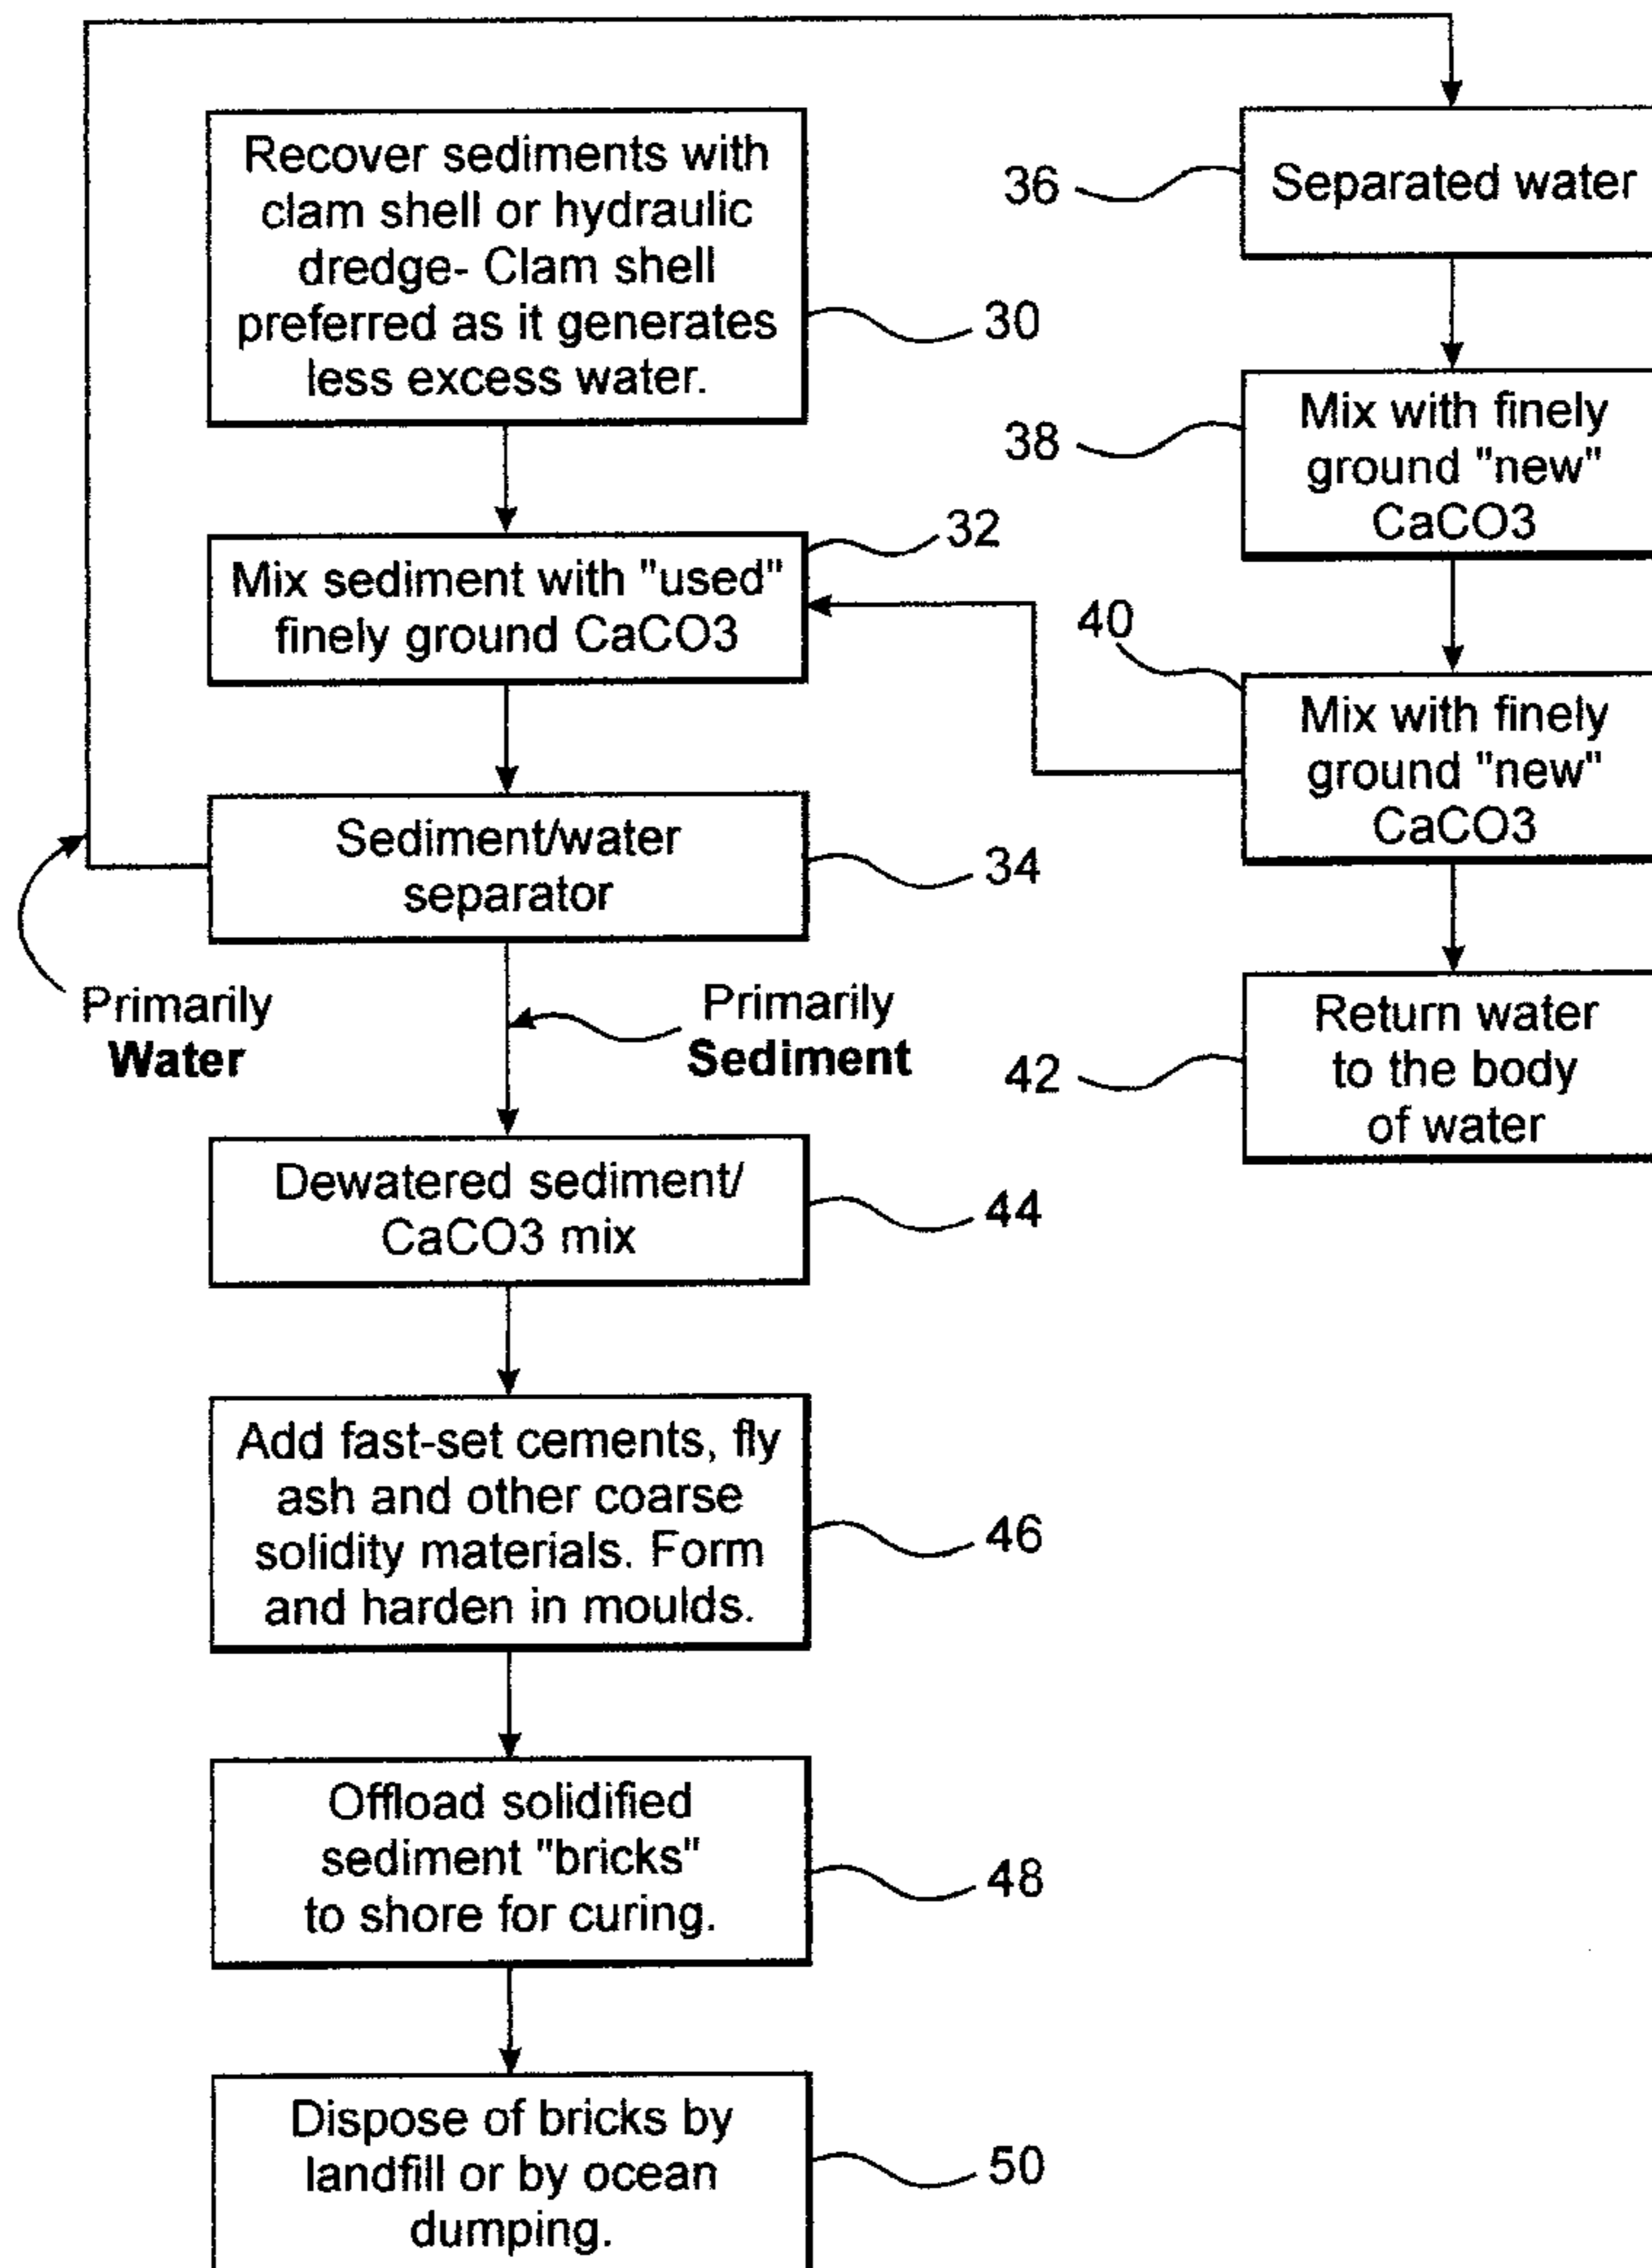 Recover sediments with
clam shell or hydraulic
dredge- Clam shell
preferred as it generates
less excess water.
30
Mix sediment with "used"
finely ground CaCO3
32
Sediment/water
separator
34
Primarily
Water
Primarily
Sediment
Dewatered sediment/
CaCO3 mix
44
Add fast-set cements, fly
ash and other coarse
solidity materials. Form
and harden in moulds.
46
Offload solidified
sediment "bricks"
to shore for curing.
48
Dispose of bricks by
landfill or by ocean
dumping.
50
36
Separated water
38
Mix with finely
ground "new"
CaCO3
40
Mix with finely
ground "new"
CaCO3
42
Return water
to the body
of water